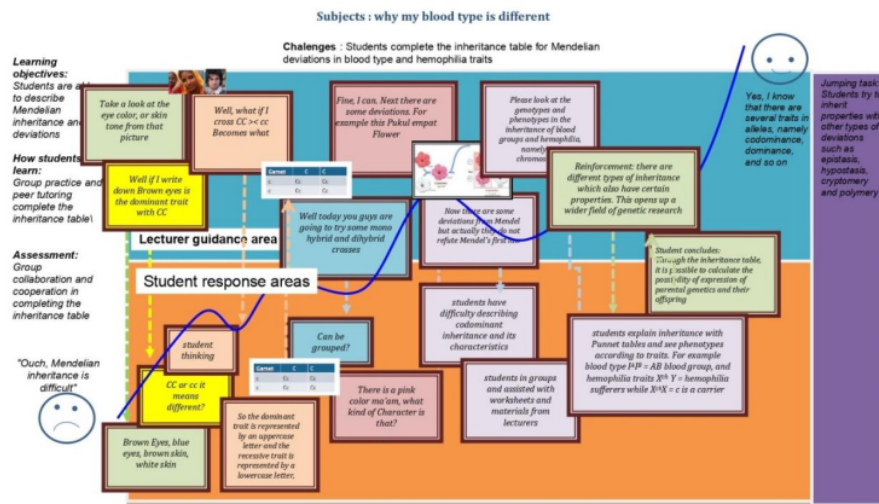 Subjects : why my blood type is different
Chalenges : Students complete the inheritance table for Mendelian
deviations in blood type and hemophilia traits
Learning
objectives:
Students are
to describe
Mendelian
inheritance and
deviations
How students
learn:
Group practice and
peer tutoring
complete the
inheritance table\
Assessment:
Group
collaboration and
cooperation in
completing the
inheritance table
"Ouch, Mendelian
inheritance is
difficult"
Take a look at the
eye color, or skin
tone from that
picture
Well, what if I
cross CC >< cc
Becomes what
Fine, I can. Next there
are some deviations. For
example this Pukul empat
Flower
Please look at the
genotypes and
phenotypes in the
inheritance of blood
groups and hemophilia,
namely
Yes, I know
that there are
several traits in
alleles, namely
codominance,
dominance,
and so on
Jumping task:
Students try to
inherit
properties with
other types of
deviations
such as
epistasis,
hypostasis,
cryptomery
and polymery
Well if I write
down Brown eyes is
the dominant trait
with CC
Gamet C C
Reinforcement: there are
different types of inheritance
which also have certain
properties. This opens up
a wider field of genetic research
Well today you guys are
going to try some mono
hybrid and dihybrid
crosses
Now there are some
deviations from Mendel
but actually they do not
refute Mendel's first
Lecturer guidance area
Student response areas
Student concludes:
Through the inheritance table,
it is possible to calculate the
possibility of expression of
parental genetics and their
offspring
student
thinking
Can be
grouped?
students have
difficulty describing
codominant
inheritance and its
characteristics
students explain inheritance with
Punnet tables and see phenotypes
according to traits. For example
blood type = AB blood group, and
hemophilia traits Y = hemophilia
sufferers while = c is a carrier
Gamet C C
CC or cc it
means
different?
So the dominant
trait is represented
by an uppercase
letter and the
recessive trait is
represented by a
lowercase letter,
There is a pink
color ma'am, what
kind of Character is
that?
students in groups
and assisted with
worksheets and
materials from
lecturers
Brown Eyes, blue
eyes, brown skin,
white skin